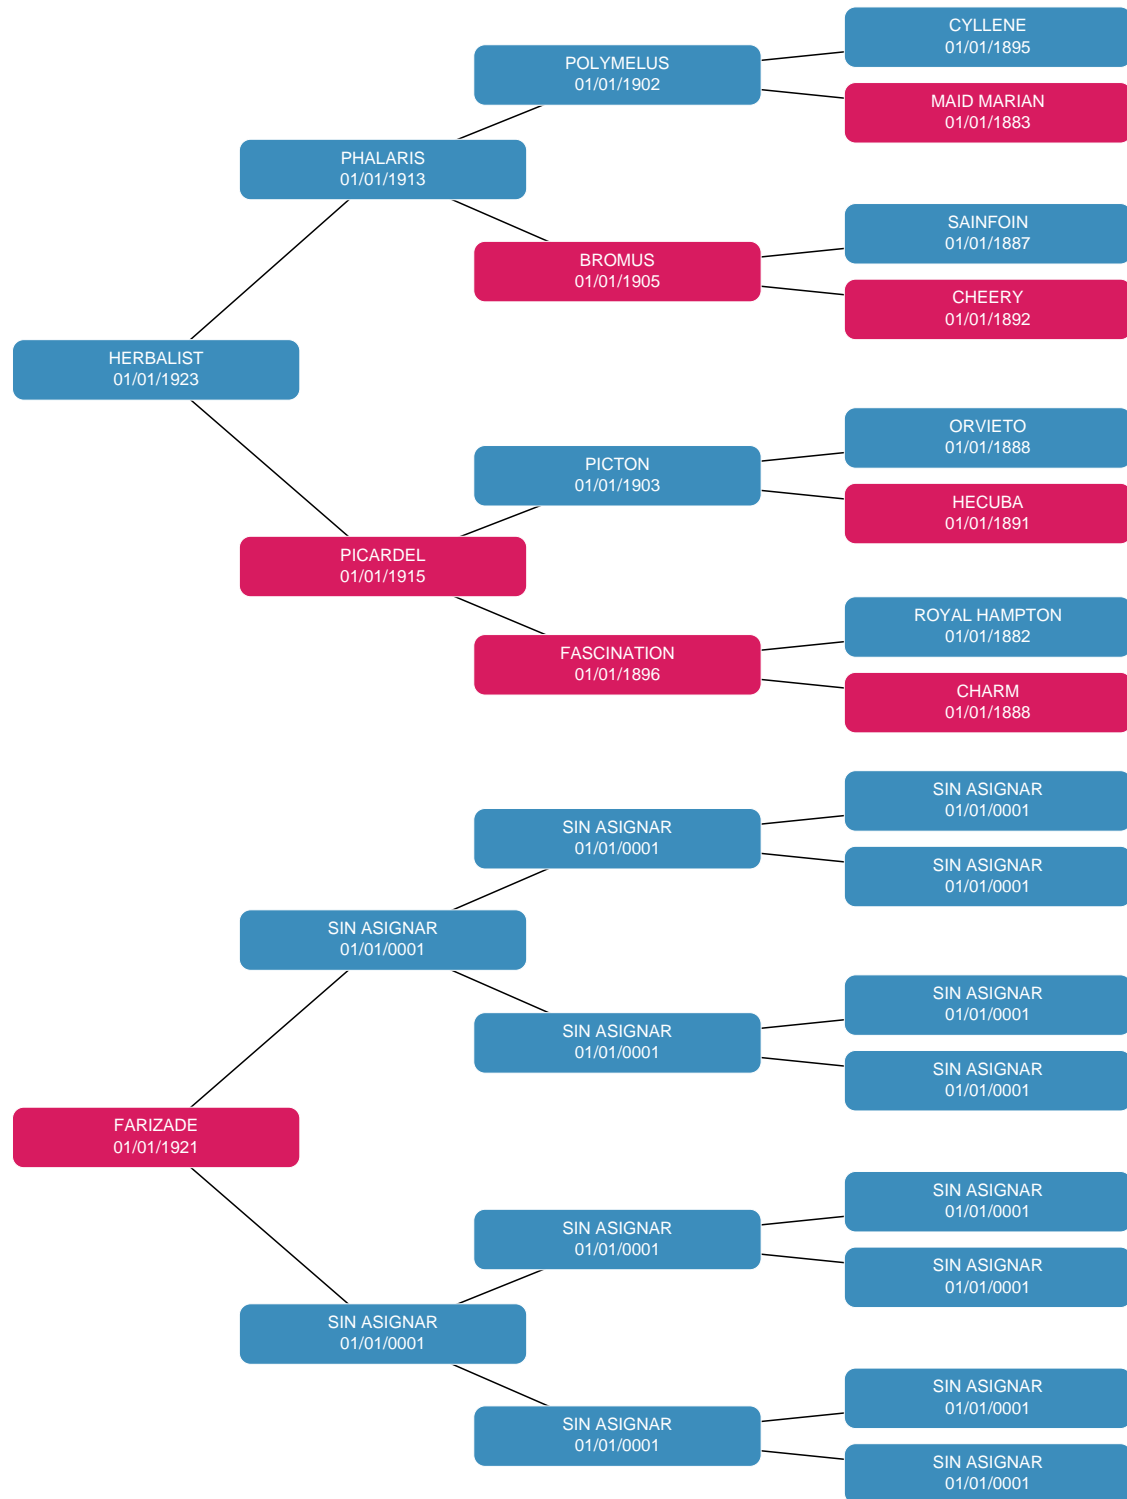 CYLLENE
01/01/1895
POLYMELUS
01/01/1902
MAID MARIAN
01/01/1883
PHALARIS
01/01/1913
SAINFOIN
01/01/1887
BROMUS
01/01/1905
CHEERY
01/01/1892
HERBALIST
01/01/1923
ORVIETO
01/01/1888
PICTON
01/01/1903
HECUBA
01/01/1891
PICARDEL
01/01/1915
ROYAL HAMPTON
01/01/1882
FASCINATION
01/01/1896
CHARM
01/01/1888
SIN ASIGNAR
01/01/0001
SIN ASIGNAR
01/01/0001
SIN ASIGNAR
01/01/0001
SIN ASIGNAR
01/01/0001
SIN ASIGNAR
01/01/0001
SIN ASIGNAR
01/01/0001
SIN ASIGNAR
01/01/0001
FARIZADE
01/01/1921
SIN ASIGNAR
01/01/0001
SIN ASIGNAR
01/01/0001
SIN ASIGNAR
01/01/0001
SIN ASIGNAR
01/01/0001
SIN ASIGNAR
01/01/0001
SIN ASIGNAR
01/01/0001
SIN ASIGNAR
01/01/0001